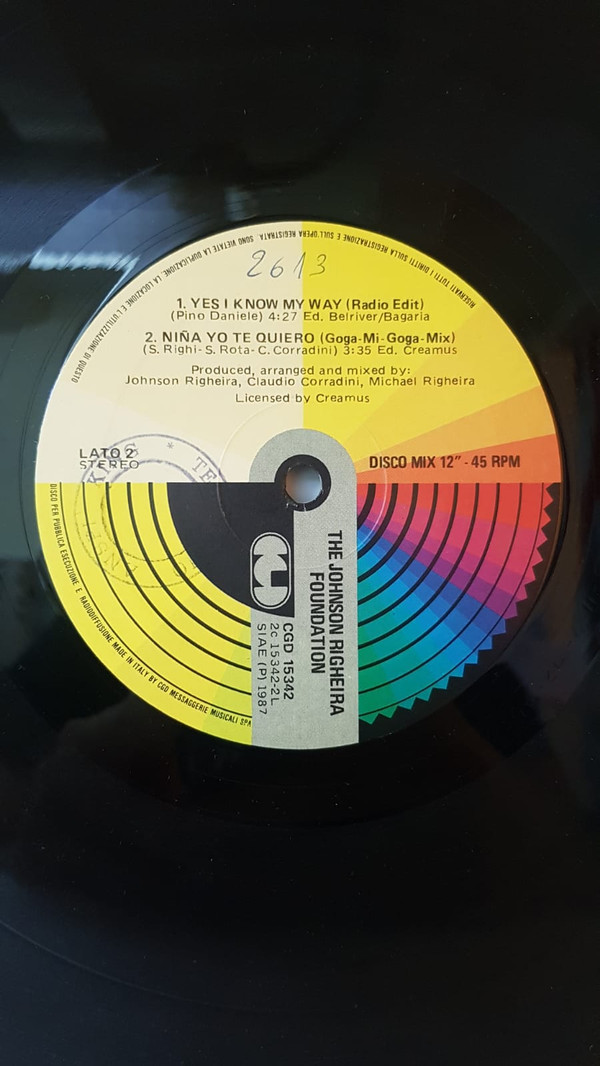 RISERVATI TUTTI I DIRITTI SULLA REGISTRAZIONE E SULL'OPERA REGISTRATA. SONO VIETATE LA DUPLICAZIONE, LA LOCAZIONE E L'UTILIZZAZIONE DI QUESTO
DISCO PER PUBBLICA ESECUZIONE E RADIODIFFUSIONE MADE IN ITALY BY CGD MESSAGGERIE MUSICALI SPA
2613
1. YES I KNOW MY WAY (Radio Edit)
(Pino Daniele) 4:27 Ed. Belriver/Bagaria
2. NIÑA YO TE QUIERO (Goga-Mi-Goga-Mix)
(S. Righi-S. Rota-C. Corradini) 3:35 Ed. Creamus
Produced, arranged and mixed by:
Johnson Righeira, Claudio Corradini, Michael Righeira
Licensed by Creamus
LATO 2
STEREO
DISCO MIX 12" - 45 RPM
THE JOHNSON RIGHEIRA
FOUNDATION
CGD 15342
2c 15342-2L
SIAE (P) 1987